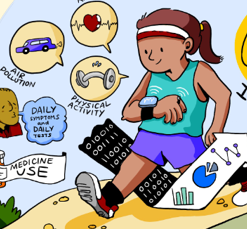 AIR
POLLUTION
PHYSICAL
ACTIVITY
DAILY
SYMPTOMS
AND
DAILY
TESTS
MEDICINE
USE